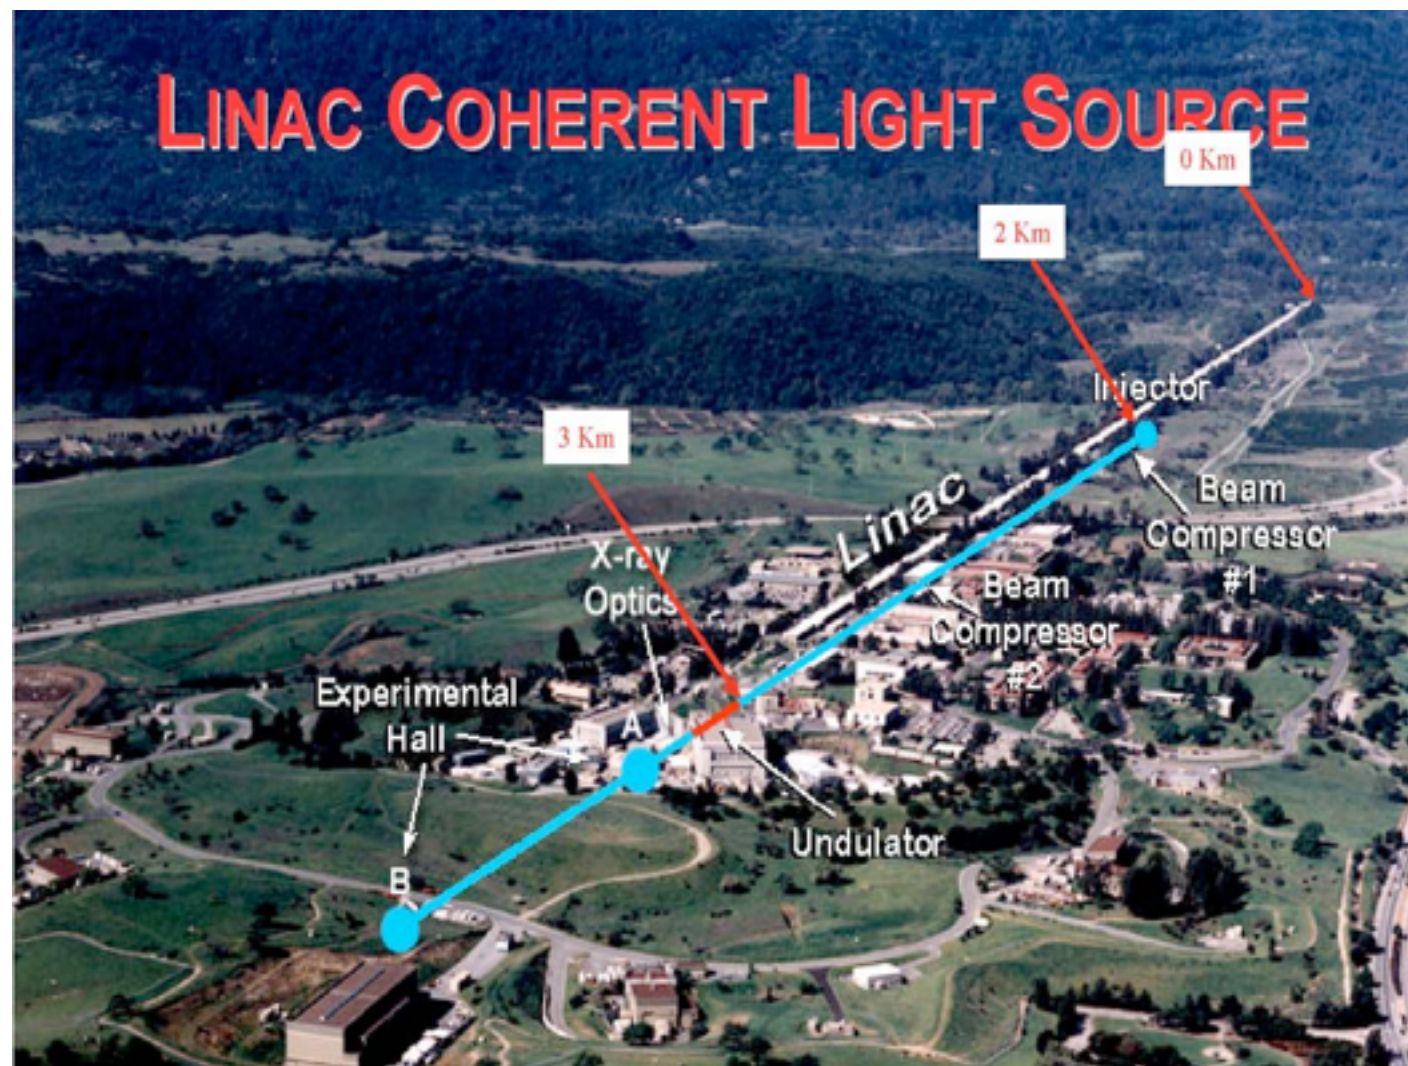 LINAC COHERENT LIGHT SOURCE
0 Km
2 Km
Injector
3 Km
Linac
Beam
Compressor
#1
X-ray
Optics
Beam
Compressor
#2
Experimental
Hall
A
Undulator
B